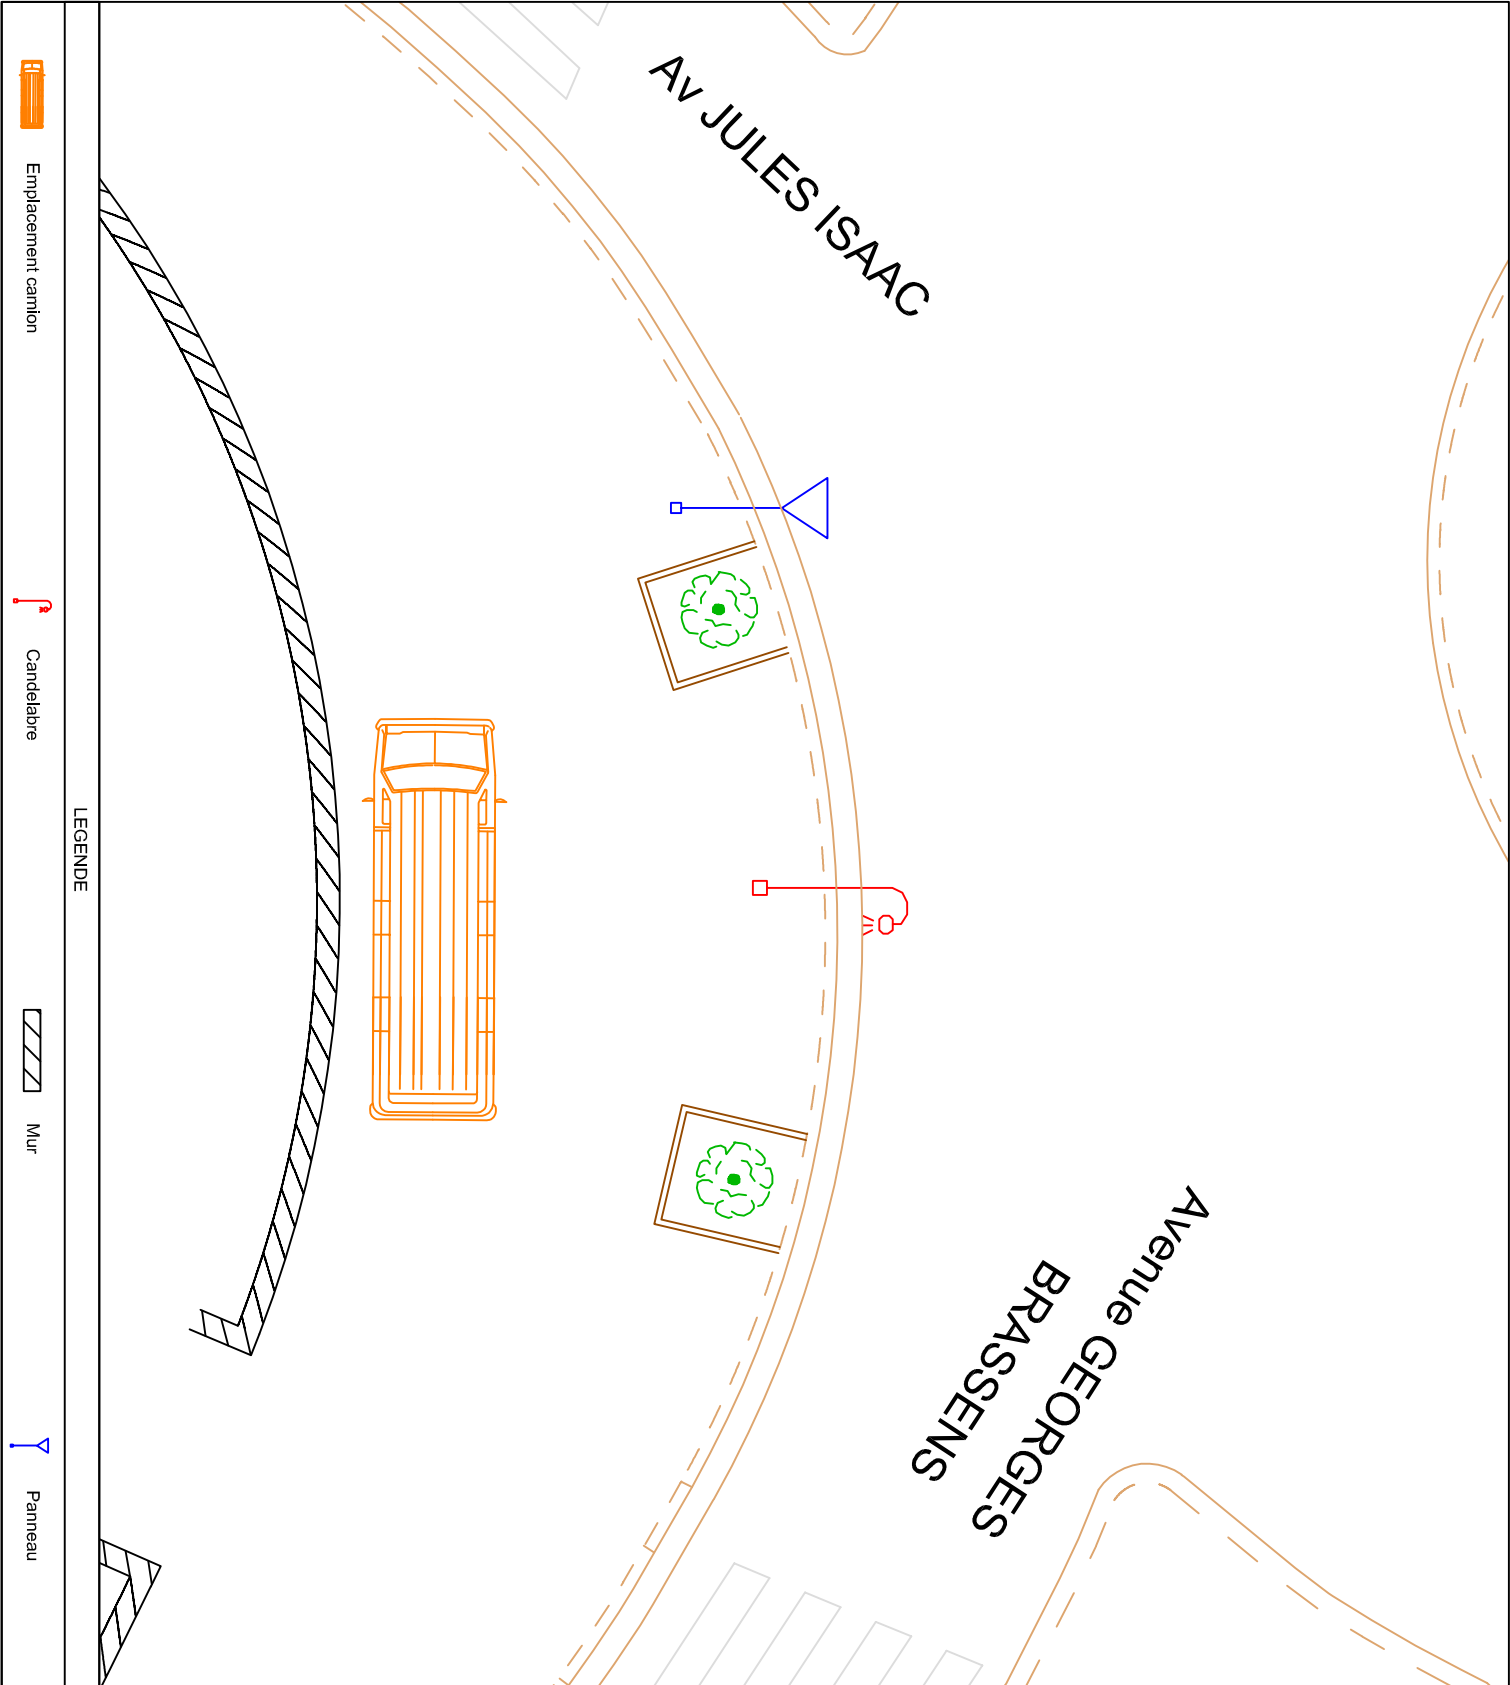 Av JULES ISAAC
Avenue GEORGES
BRASSENS
LEGENDE
Emplacement camion
Candelabre
Mur
Panneau